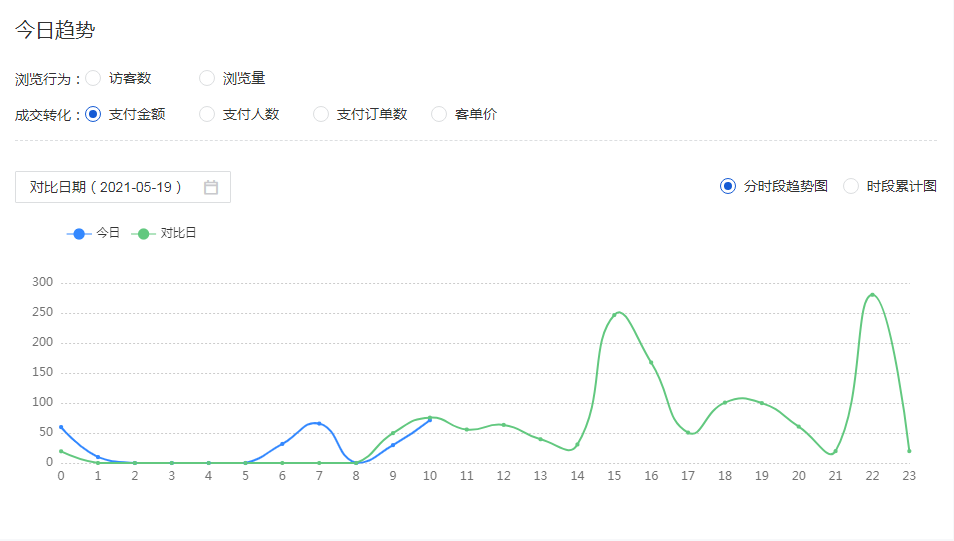 今日趋势
浏览行为： 访客数 浏览量
成交转化： 支付金额 支付人数 支付订单数 客单价
对比日期（2021-05-19） 分时段趋势图 时段累计图
今日 对比日
300
250
200
150
100
50
0
0 1 2 3 4 5 6 7 8 9 10 11 12 13 14 15 16 17 18 19 20 21 22 23